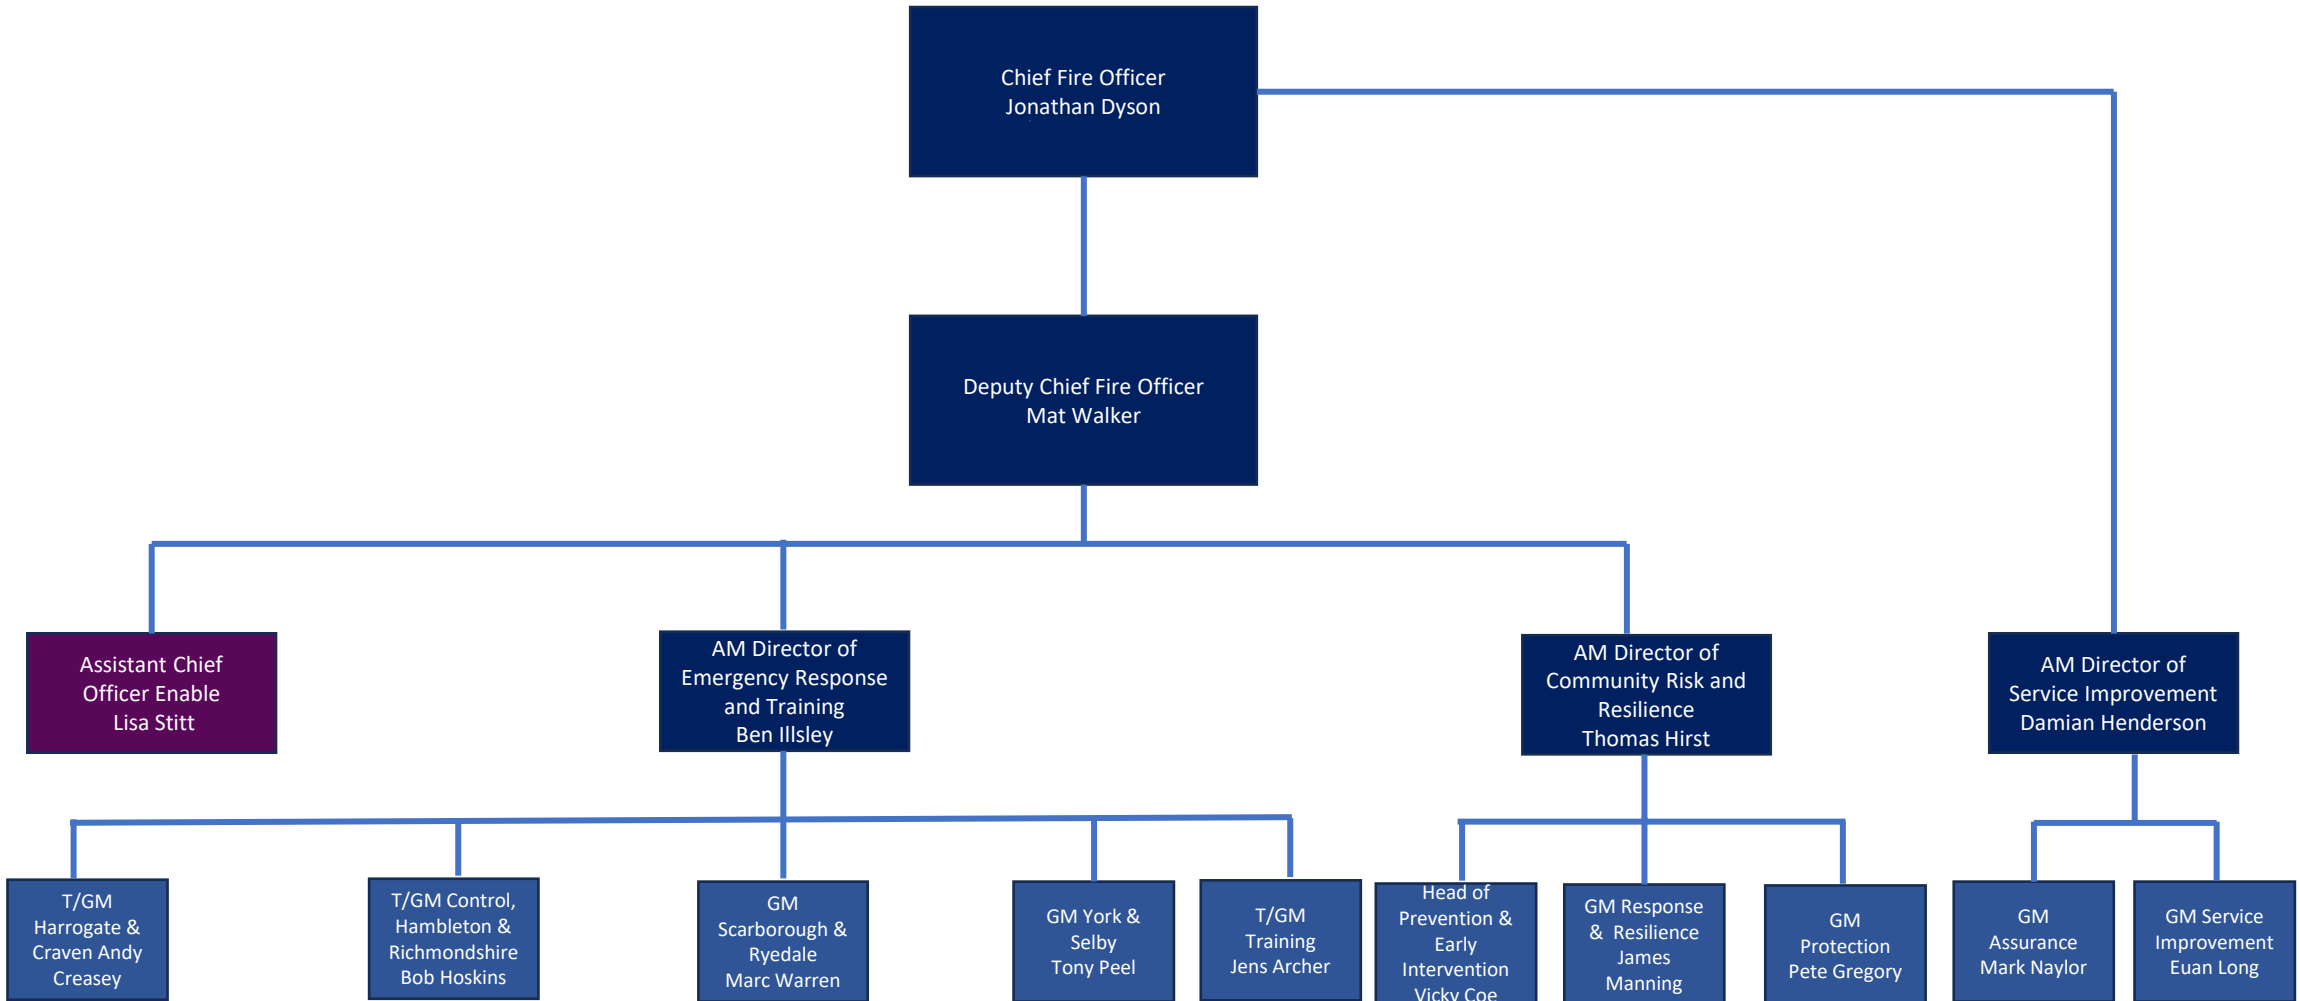 Chief Fire Officer
Jonathan Dyson
Deputy Chief Fire Officer
Mat Walker
Assistant Chief
Officer Enable
Lisa Stitt
AM Director of
Emergency Response
and Training
Ben Illsley
AM Director of
Community Risk and
Resilience
Thomas Hirst
AM Director of
Service Improvement
Damian Henderson
T/GM
Harrogate &
Craven Andy
Creasey
T/GM Control,
Hambleton &
Richmondshire
Bob Hoskins
GM
Scarborough &
Ryedale
Marc Warren
GM York &
Selby
Tony Peel
T/GM
Training
Jens Archer
Head of
Prevention &
Early
Intervention
Vicky Coe
GM Response
& Resilience
James
Manning
GM
Protection
Pete Gregory
GM
Assurance
Mark Naylor
GM Service
Improvement
Euan Long